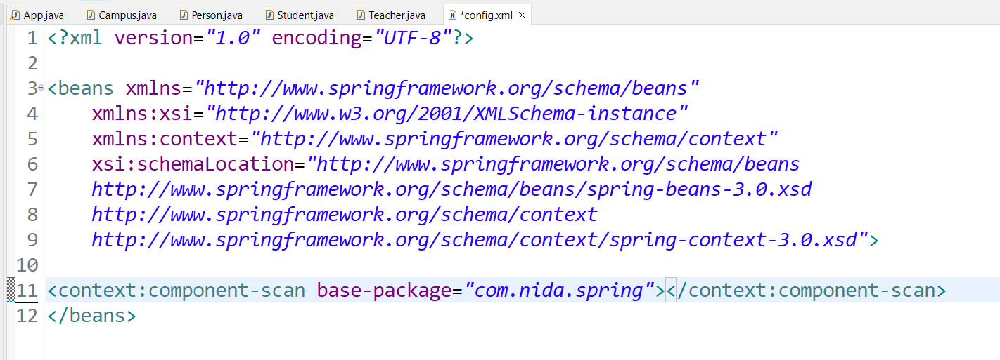 App.java Campus.java Person.java Student.java Teacher.java *config.xml
1 <?xml version="1.0" encoding="UTF-8"?>
2
3 <beans xmlns="http://www.springframework.org/schema/beans"
4 xmlns:xsi="http://www.w3.org/2001/XMLSchema-instance"
5 xmlns:context="http://www.springframework.org/schema/context"
6 xsi:schemaLocation="http://www.springframework.org/schema/beans
7 http://www.springframework.org/schema/beans/spring-beans-3.0.xsd
8 http://www.springframework.org/schema/context
9 http://www.springframework.org/schema/context/spring-context-3.0.xsd">
10
11 <context:component-scan base-package="com.nida.spring"></context:component-scan>
12 </beans>